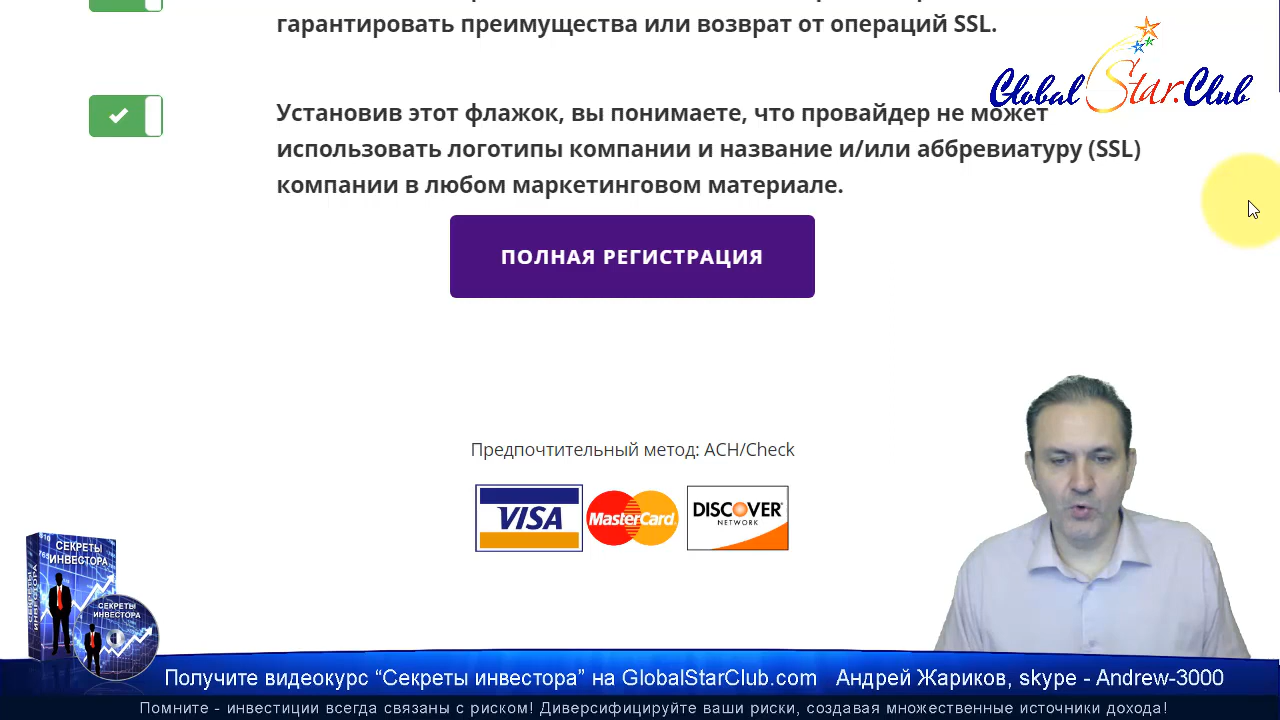 гарантировать преимущества или возврат от операций SSL.
Global Star.Club
Установив этот флажок, вы понимаете, что провайдер не может
использовать логотипы компании и название и/или аббревиатуру (SSL)
компании в любом маркетинговом материале.
ПОЛНАЯ РЕГИСТРАЦИЯ
Предпочтительный метод: ACH/Check
VISA
MasterCard
DISCOVER
NETWORK
СЕКРЕТЫ
ИНВЕСТОРА
СЕКРЕТЫ
ИНВЕСТОРА
Получите видеокурс “Секреты инвестора” на GlobalStarClub.com Андрей Жариков, skype - Andrew-3000
Помните - инвестиции всегда связаны с риском! Диверсифицируйте ваши риски, создавая множественные источники дохода!